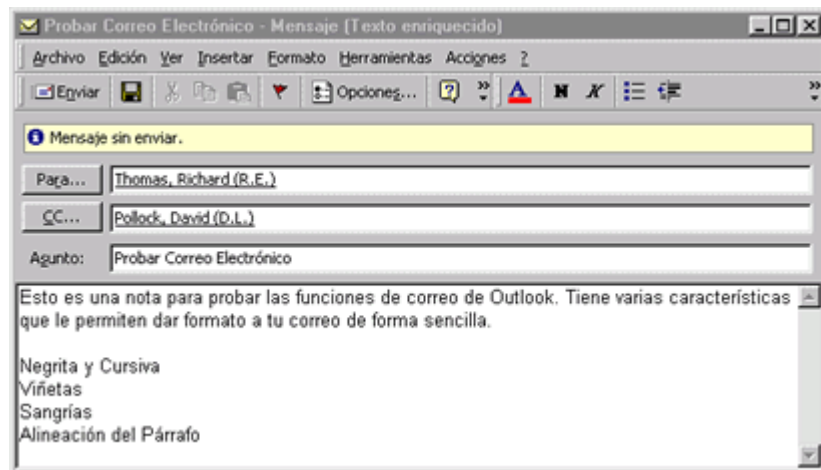 Probar Correo Electrónico - Mensaje (Texto enriquecido)
Archivo Edición Ver Insertar Formato Herramientas Acciones ?
Enviar Opciones... A N K
Mensaje sin enviar.
Para... Thomas, Richard (R.E.)
CC... Pollock, David (D.L.)
Agunto: Probar Correo Electrónico
Esto es una nota para probar las funciones de correo de Outlook. Tiene varias características
que le permiten dar formato a tu correo de forma sencilla.
Negrita y Cursiva
Viñetas
Sangrías
Alineación del Párrafo